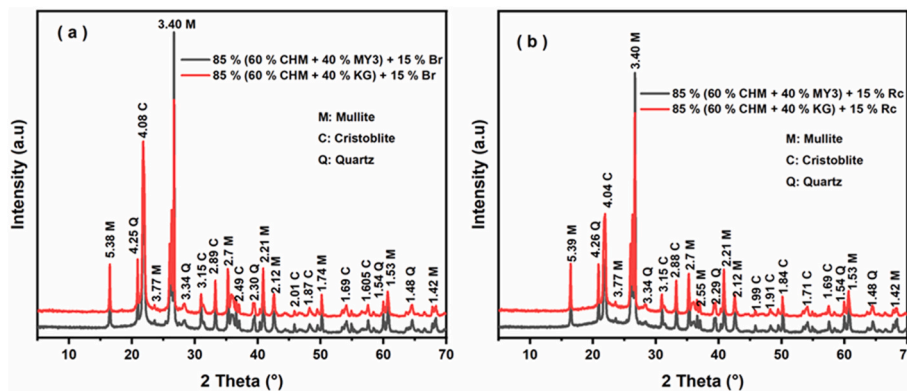 ( a )
3.40 M
85 % (60 % CHM + 40 % MY3) + 15 % Br
85 % (60 % CHM + 40 % KG) + 15 % Br
M: Mullite
C: Cristoblite
Q: Quartz
5.38 M
4.25 Q
4.08 C
3.77 M
3.34 Q
3.15 C
2.89 C
2.7 M
2.49 C
2.30 Q
2.21 M
2.12 M
2.01 C
1.87 C
1.74 M
1.69 C
1.605 C
1.54 Q
1.53 M
1.48 Q
1.42 M
Intensity (a.u)
10 20 30 40 50 60 70
2 Theta (°)
( b )
3.40 M
85 % (60 % CHM + 40 % MY3) + 15 % Rc
85 % (60 % CHM + 40 % KG) + 15 % Rc
M: Mullite
C: Cristoblite
Q: Quartz
5.39 M
4.26 Q
4.04 C
3.77 M
3.34 Q
3.15 C
2.88 C
2.7 M
2.55 M
2.29 Q
2.21 M
2.12 M
1.99 C
1.91 C
1.84 C
1.71 C
1.69 C
1.54 Q
1.53 M
1.48 Q
1.42 M
Intensity (a.u)
10 20 30 40 50 60 70
2 Theta (°)